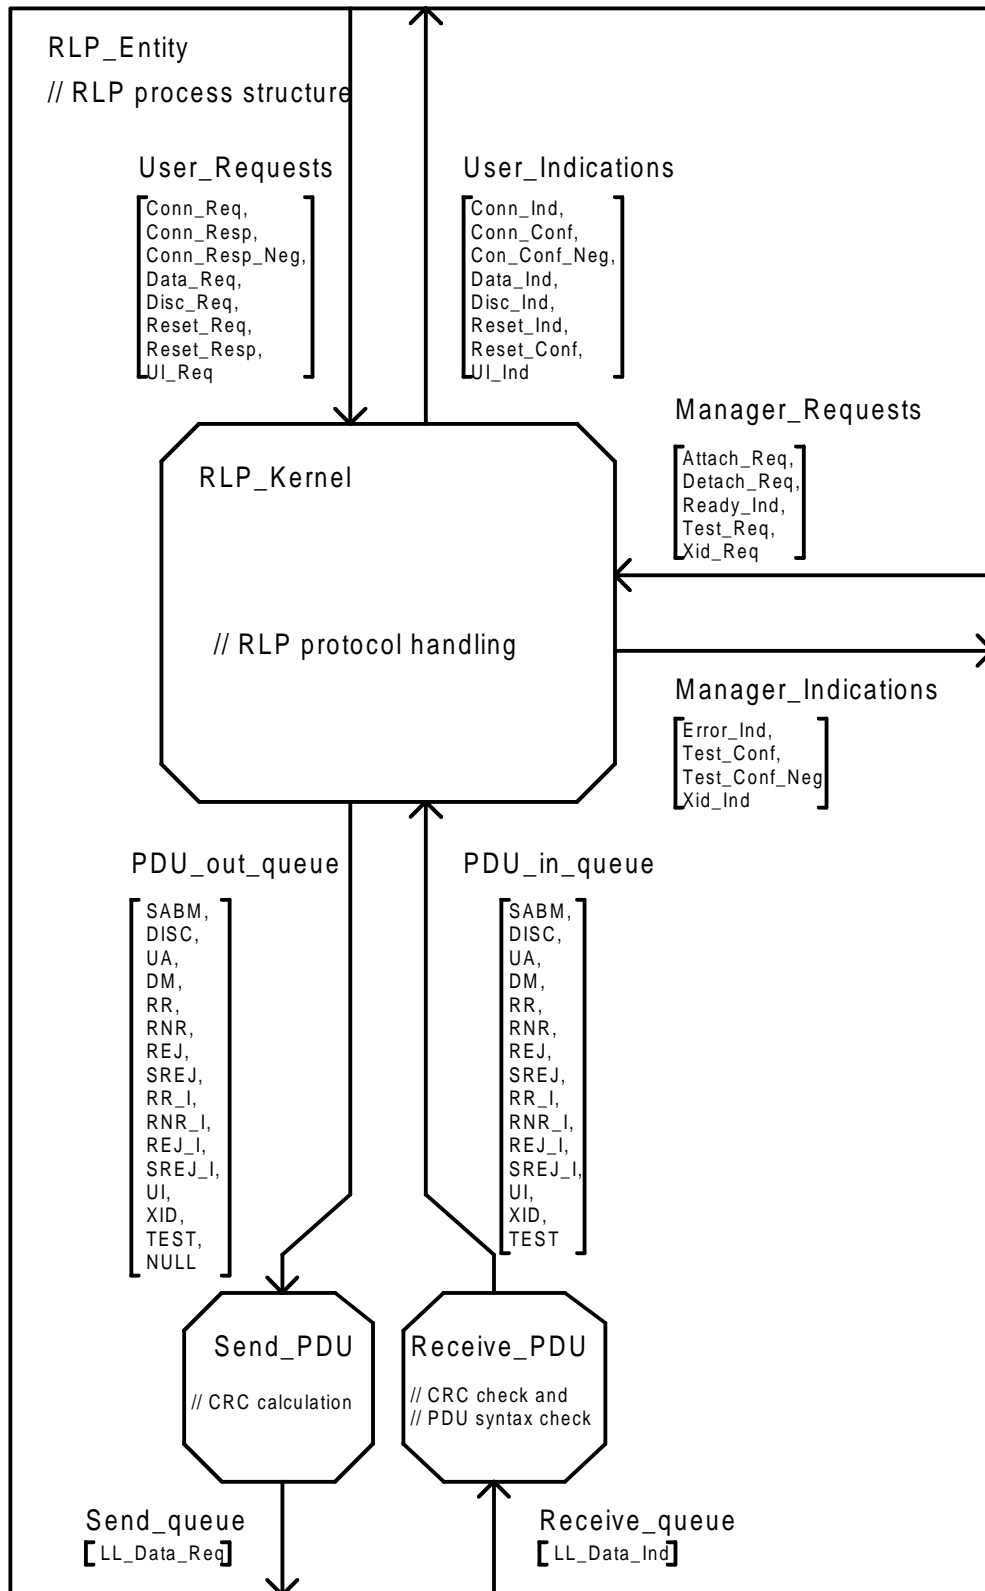 RLP_Entity
// RLP process structure
User_Requests
[Conn_Req,
Conn_Resp,
Conn_Resp_Neg,
Data_Req,
Disc_Req,
Reset_Req,
Reset_Resp,
UI_Req]
User_Indications
[Conn_Ind,
Conn_Conf,
Con_Conf_Neg,
Data_Ind,
Disc_Ind,
Reset_Ind,
Reset_Conf,
UI_Ind]
Manager_Requests
[Attach_Req,
Detach_Req,
Ready_Ind,
Test_Req,
Xid_Req]
RLP_Kernel
// RLP protocol handling
Manager_Indications
[Error_Ind,
Test_Conf,
Test_Conf_Neg
Xid_Ind]
PDU_out_queue
[SABM,
DISC,
UA,
DM,
RR,
RNR,
REJ,
SREJ,
RR_I,
RNR_I,
REJ_I,
SREJ_I,
UI,
XID,
TEST,
NULL]
PDU_in_queue
[SABM,
DISC,
UA,
DM,
RR,
RNR,
REJ,
SREJ,
RR_I,
RNR_I,
REJ_I,
SREJ_I,
UI,
XID,
TEST]
Send_PDU
// CRC calculation
Receive_PDU
// CRC check and
// PDU syntax check
Send_queue
[LL_Data_Req]
Receive_queue
[LL_Data_Ind]